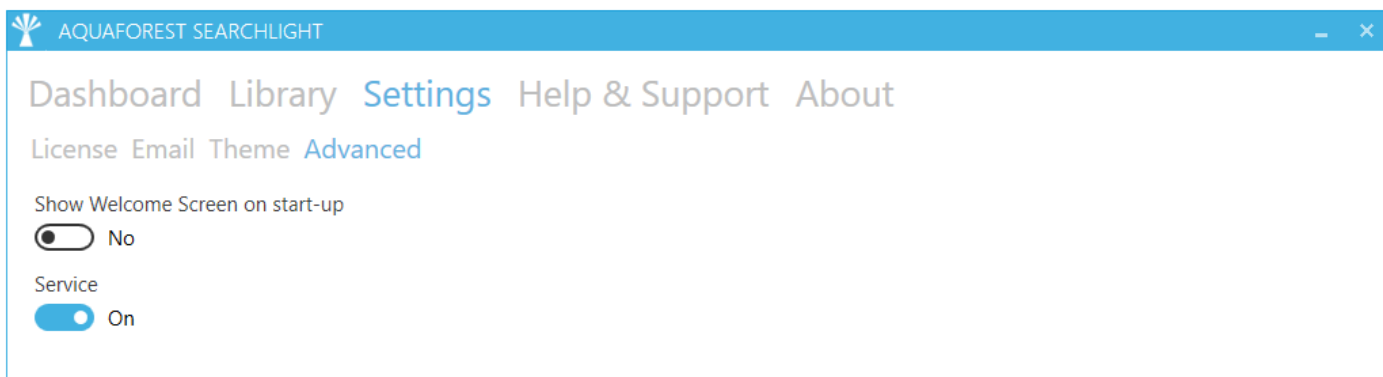 AQUAFOREST SEARCHLIGHT
Dashboard Library Settings Help & Support About
License Email Theme Advanced
Show Welcome Screen on start-up
No
Service
On